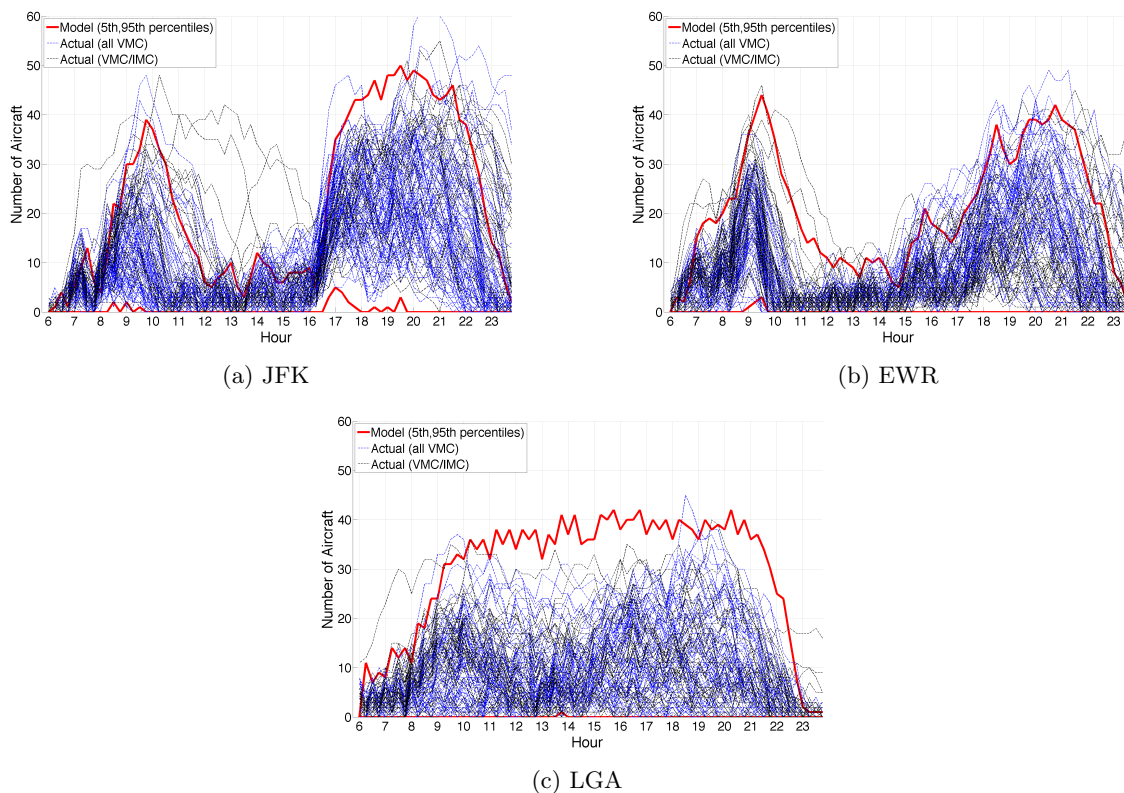 60
50
40
30
20
10
0
Number of Aircraft
Model (5th,95th percentiles)
Actual (all VMC)
Actual (VMC/IMC)
6 7 8 9 10 11 12 13 14 15 16 17 18 19 20 21 22 23
Hour
(a) JFK
60
50
40
30
20
10
0
Number of Aircraft
Model (5th,95th percentiles)
Actual (all VMC)
Actual (VMC/IMC)
6 7 8 9 10 11 12 13 14 15 16 17 18 19 20 21 22 23
Hour
(b) EWR
60
50
40
30
20
10
0
Number of Aircraft
Model (5th,95th percentiles)
Actual (all VMC)
Actual (VMC/IMC)
6 7 8 9 10 11 12 13 14 15 16 17 18 19 20 21 22 23
Hour
(c) LGA